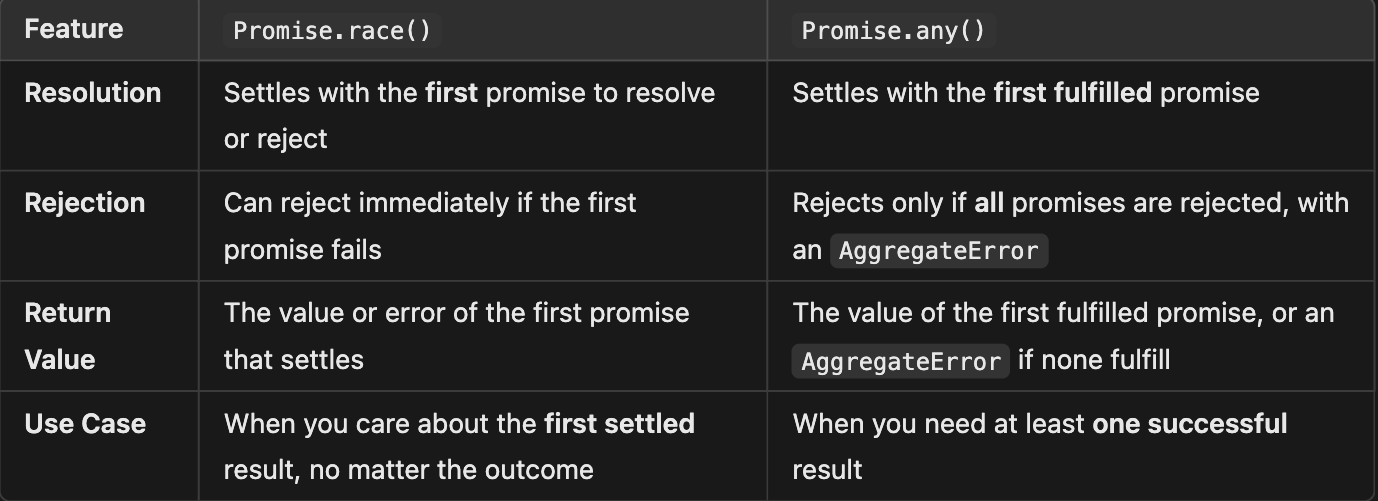 Feature Promise.race() Promise.any()
Resolution Settles with the first promise to resolve Settles with the first fulfilled promise
or reject
Rejection Can reject immediately if the first Rejects only if all promises are rejected, with
promise fails an AggregateError
Return The value or error of the first promise The value of the first fulfilled promise, or an
Value that settles AggregateError if none fulfill
Use Case When you care about the first settled When you need at least one successful
result, no matter the outcome result